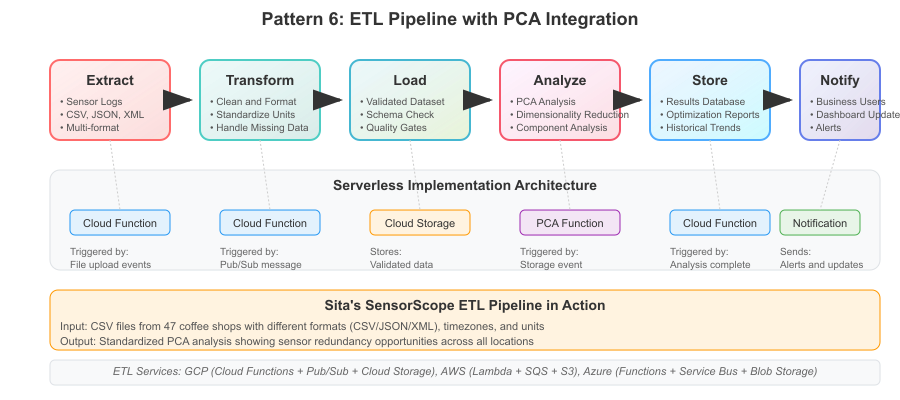 Pattern 6: ETL Pipeline with PCA Integration
Extract
• Sensor Logs
• CSV, JSON, XML
• Multi-format
Transform
• Clean and Format
• Standardize Units
• Handle Missing Data
Load
• Validated Dataset
• Schema Check
• Quality Gates
Analyze
• PCA Analysis
• Dimensionality Reduction
• Component Analysis
Store
• Results Database
• Optimization Reports
• Historical Trends
Notify
• Business Users
• Dashboard Update
• Alerts
Serverless Implementation Architecture
Cloud Function
Triggered by:
File upload events
Cloud Function
Triggered by:
Pub/Sub message
Cloud Storage
Stores:
Validated data
PCA Function
Triggered by:
Storage event
Cloud Function
Triggered by:
Analysis complete
Notification
Sends:
Alerts and updates
Sita's SensorScope ETL Pipeline in Action
Input: CSV files from 47 coffee shops with different formats (CSV/JSON/XML), timezones, and units
Output: Standardized PCA analysis showing sensor redundancy opportunities across all locations
ETL Services: GCP (Cloud Functions + Pub/Sub + Cloud Storage), AWS (Lambda + SQS + S3), Azure (Functions + Service Bus + Blob Storage)